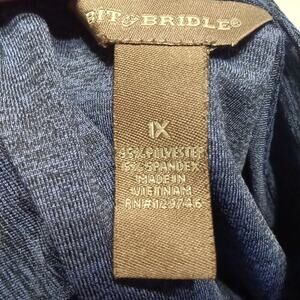 BIT & BRIDLE®
1X
95% POLYESTER
5% SPANDEX
MADE IN
VIETNAM
RN#129746